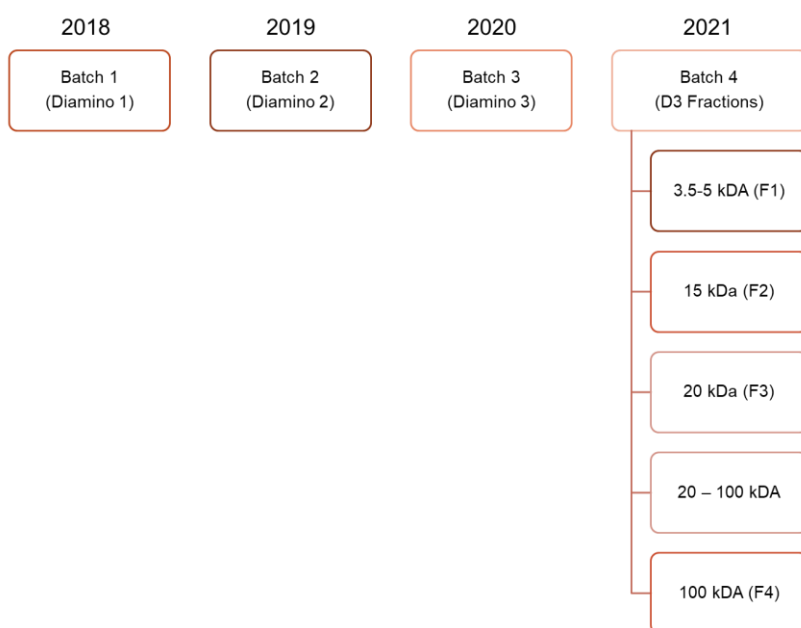 2018
2019
2020
2021
Batch 1
(Diamino 1)
Batch 2
(Diamino 2)
Batch 3
(Diamino 3)
Batch 4
(D3 Fractions)
3.5-5 kDA (F1)
15 kDa (F2)
20 kDa (F3)
20 – 100 kDA
100 kDA (F4)